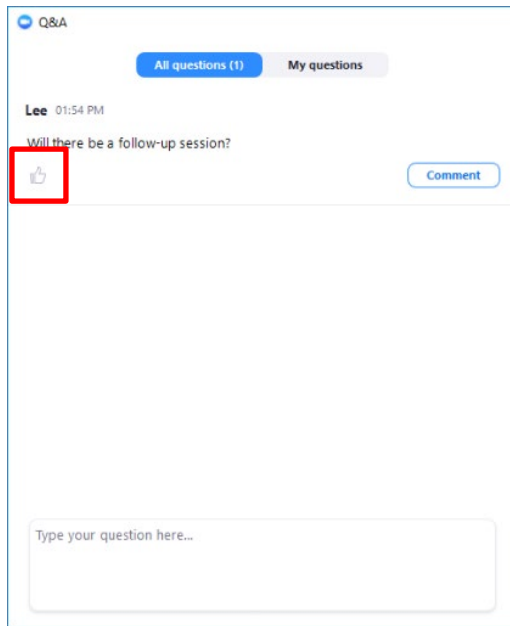 Q&A
All questions (1) My questions
Lee 01:54 PM
Will there be a follow-up session?
Comment
Type your question here...